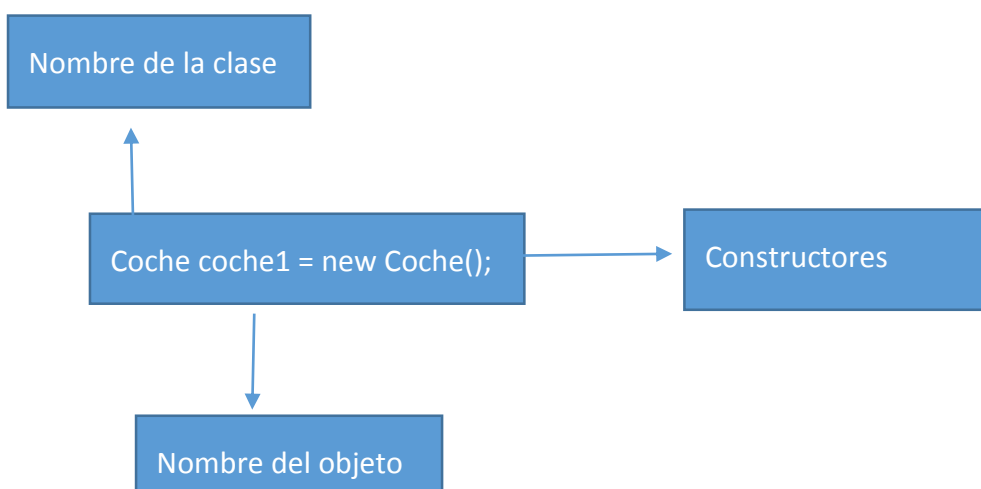 Nombre de la clase
Coche coche1 = new Coche();
Constructores
Nombre del objeto